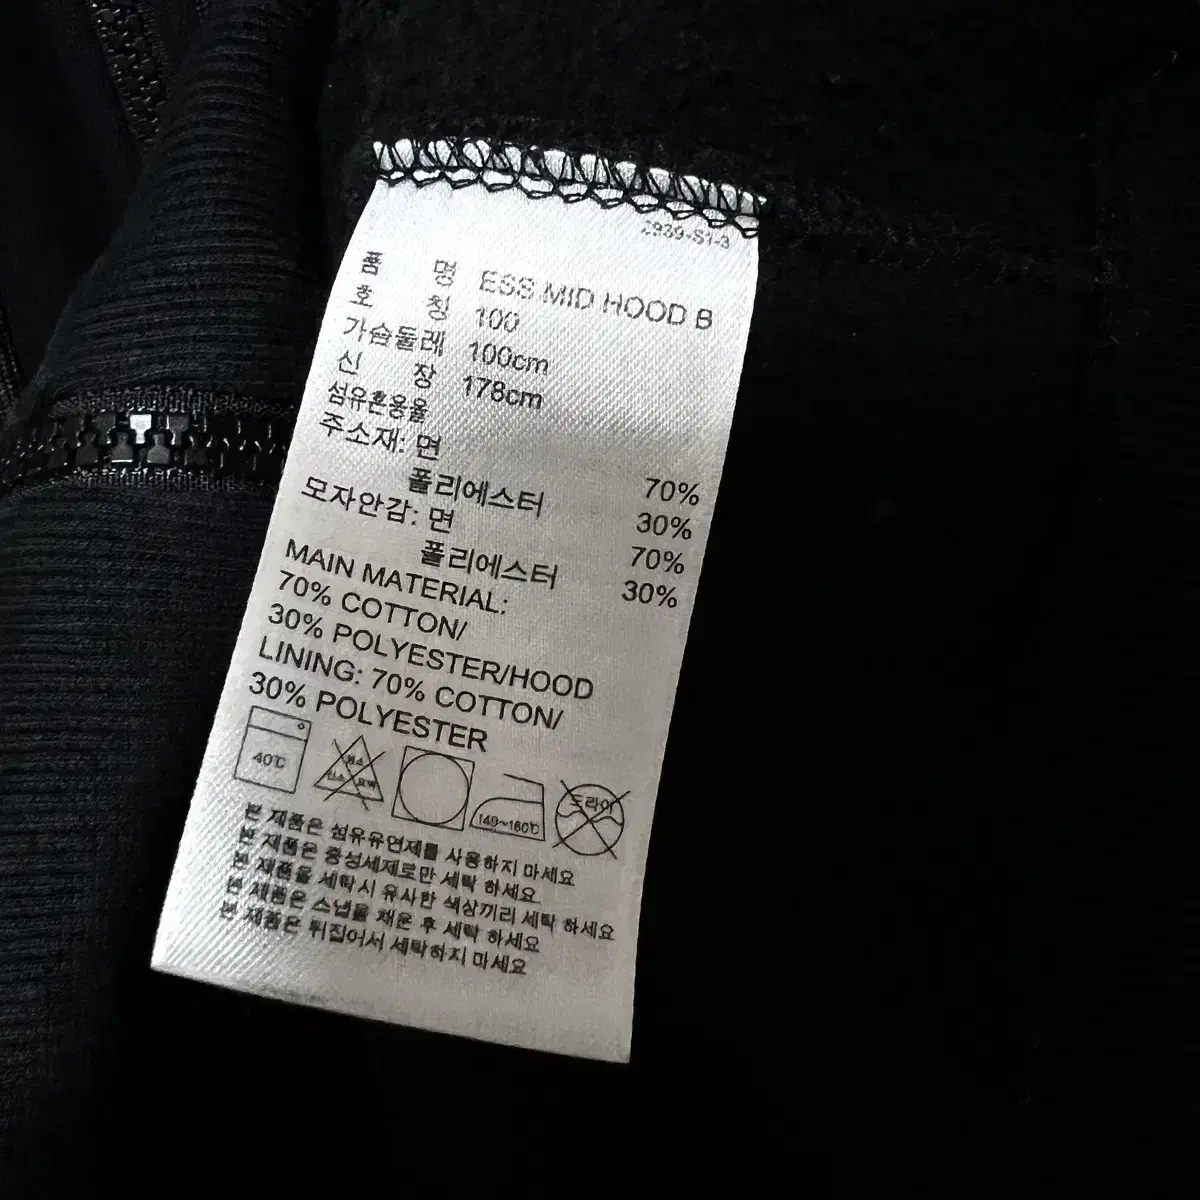 2939-S1-3
품 명 ESS MID HOOD B
호 칭 100
가슴둘레 100cm
신 장 178cm
섬유혼용율
주소재: 면 70%
폴리에스터 30%
모자안감: 면 70%
폴리에스터 30%
MAIN MATERIAL:
70% COTTON/
30% POLYESTER/HOOD
LINING: 70% COTTON/
30% POLYESTER
40℃
염소
산소 표백
140~160℃
드라이
본 제품은 섬유유연제를 사용하지 마세요
본 제품은 중성세제로만 세탁 하세요
본 제품을 세탁시 유사한 색상끼리 세탁 하세요
본 제품은 스냅을 채운 후 세탁 하세요
본 제품은 뒤집어서 세탁하지 마세요